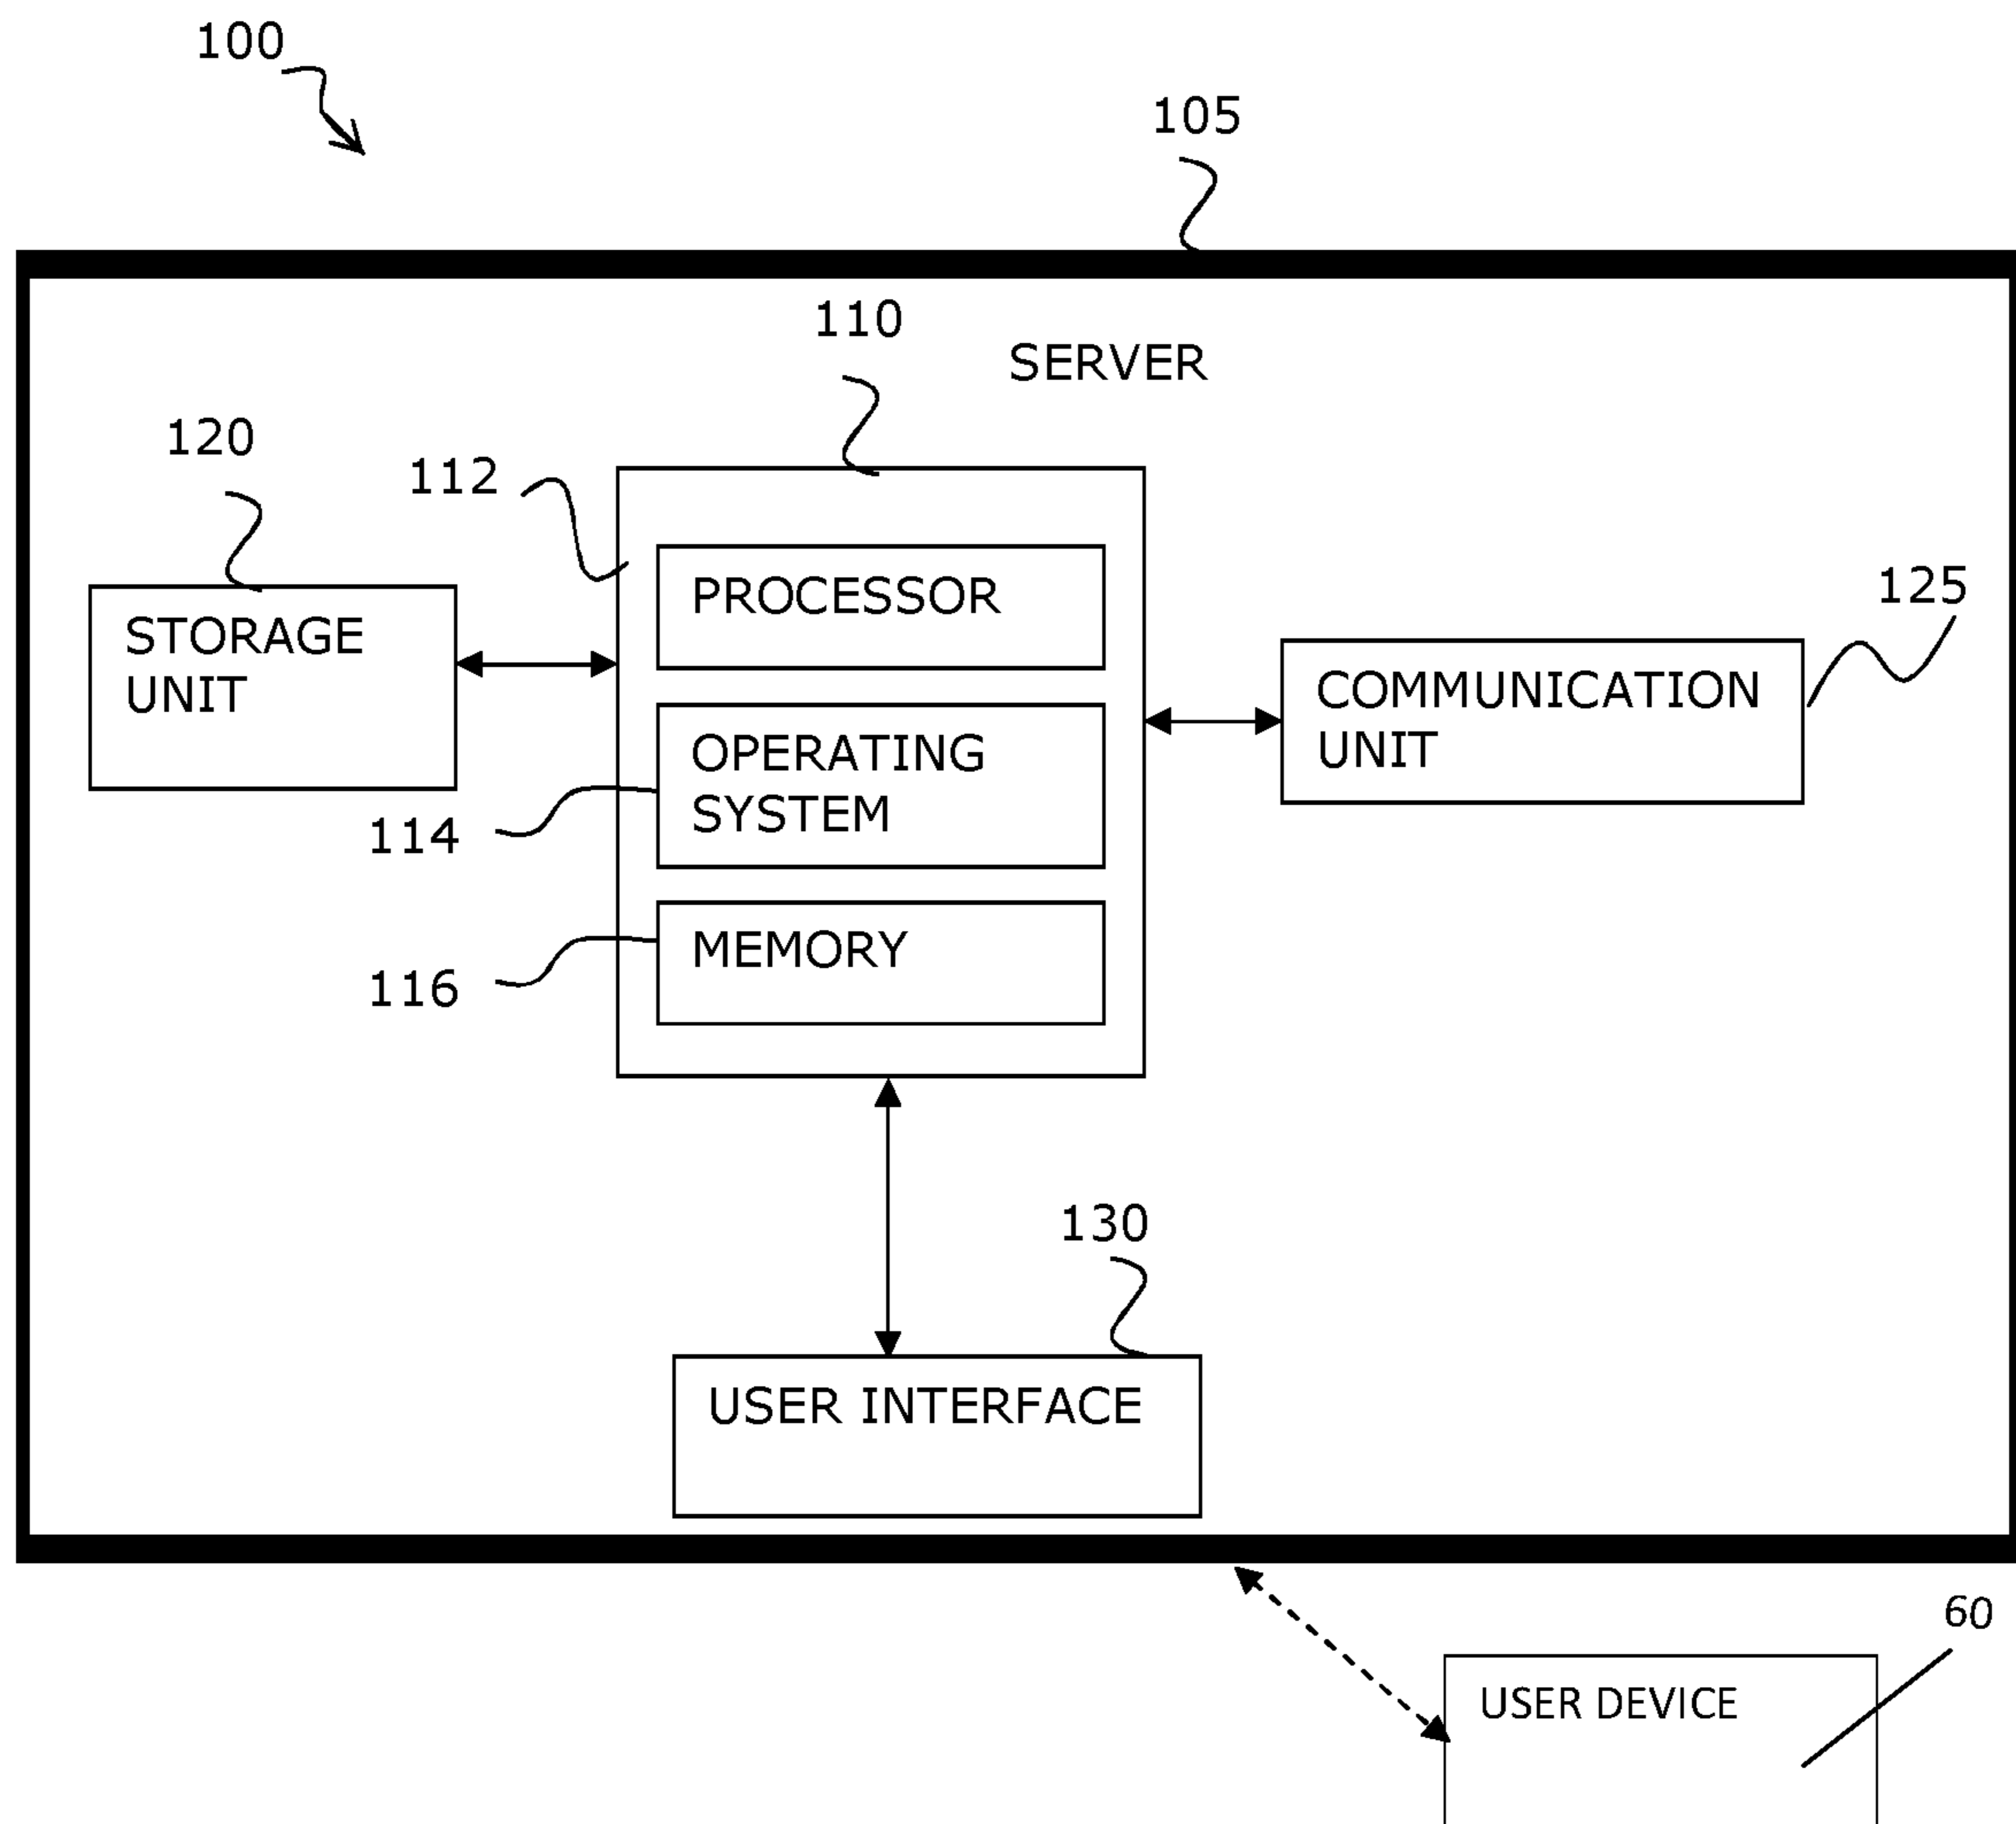 100
105
110
SERVER
120
112
PROCESSOR
125
STORAGE
UNIT
COMMUNICATION
UNIT
OPERATING
SYSTEM
114
MEMORY
116
130
USER INTERFACE
60
USER DEVICE